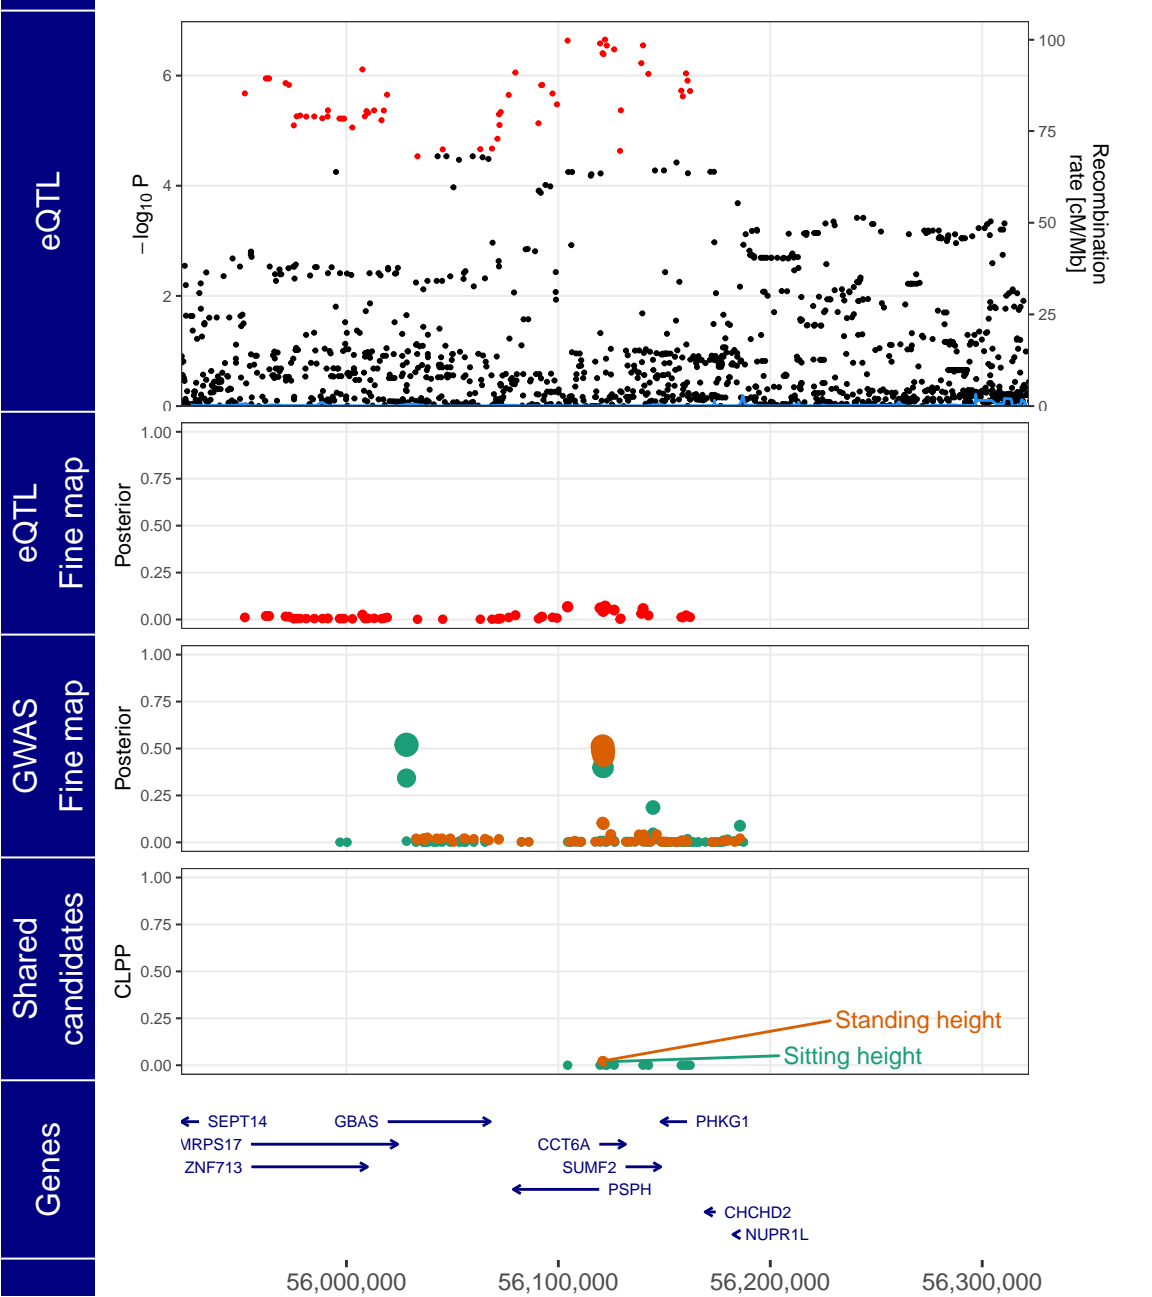 eQTL
−log10 P
6
4
2
0
100
75
50
25
0
Recombination
rate [cM/Mb]
eQTL
Fine map
Posterior
1.00
0.75
0.50
0.25
0.00
GWAS
Fine map
Posterior
1.00
0.75
0.50
0.25
0.00
Shared
candidates
CLPP
1.00
0.75
0.50
0.25
0.00
Standing height
Sitting height
Genes
SEPT14
GBAS
PHKG1
MRPS17
CCT6A
ZNF713
SUMF2
PSPH
CHCHD2
NUPR1L
56,000,000
56,100,000
56,200,000
56,300,000